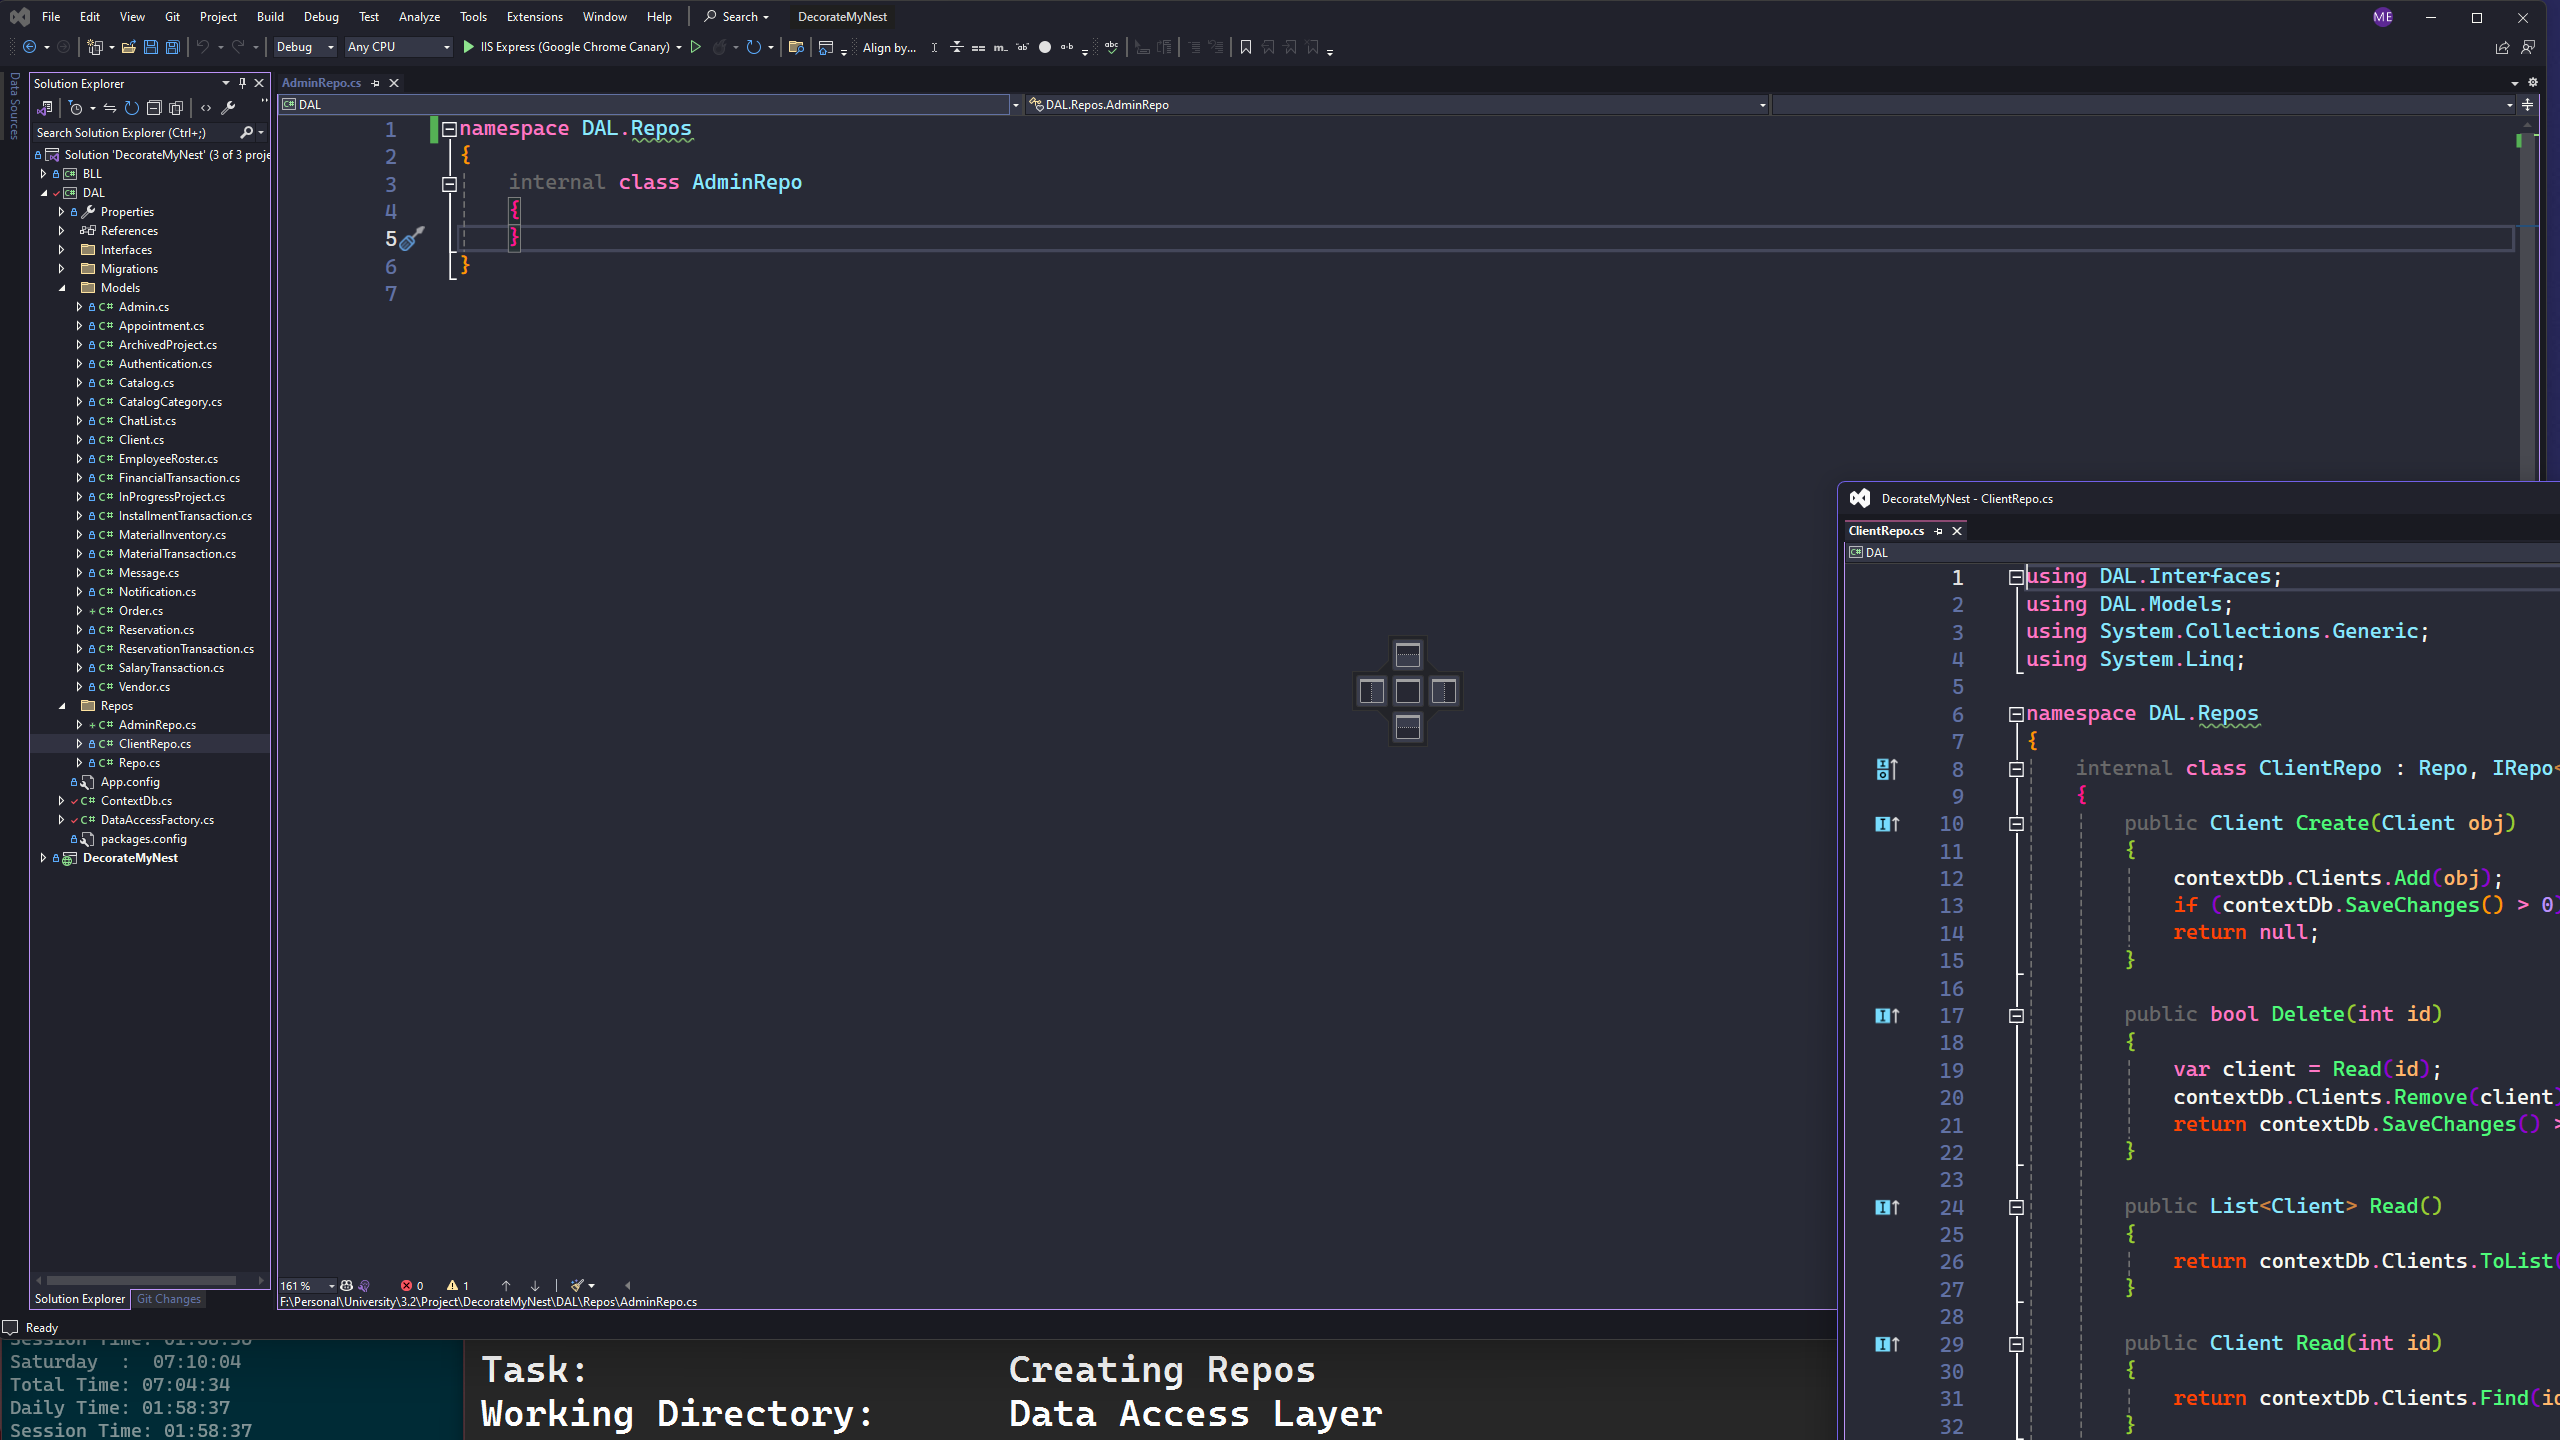 File Edit View Git Project Build Debug Test Analyze Tools Extensions Window Help Search DecorateMyNest ME
Debug Any CPU IIS Express (Google Chrome Canary) Align by...
Data Sources
Solution Explorer
Search Solution Explorer (Ctrl+;)
Solution 'DecorateMyNest' (3 of 3 proje
BLL
DAL
Properties
References
Interfaces
Migrations
Models
Admin.cs
Appointment.cs
ArchivedProject.cs
Authentication.cs
Catalog.cs
CatalogCategory.cs
ChatList.cs
Client.cs
EmployeeRoster.cs
FinancialTransaction.cs
InProgressProject.cs
InstallmentTransaction.cs
MaterialInventory.cs
MaterialTransaction.cs
Message.cs
Notification.cs
Order.cs
Reservation.cs
ReservationTransaction.cs
SalaryTransaction.cs
Vendor.cs
Repos
AdminRepo.cs
ClientRepo.cs
Repo.cs
App.config
ContextDb.cs
DataAccessFactory.cs
packages.config
DecorateMyNest
Solution Explorer Git Changes
AdminRepo.cs
DAL DAL.Repos.AdminRepo
1 namespace DAL.Repos
2 {
3 internal class AdminRepo
4 {
5 }
6 }
7
161 % 0 1
F:\Personal\University\3.2\Project\DecorateMyNest\DAL\Repos\AdminRepo.cs
Ready
DecorateMyNest - ClientRepo.cs
ClientRepo.cs
DAL
1 using DAL.Interfaces;
2 using DAL.Models;
3 using System.Collections.Generic;
4 using System.Linq;
5
6 namespace DAL.Repos
7 {
8 internal class ClientRepo : Repo, IRepo<
9 {
10 public Client Create(Client obj)
11 {
12 contextDb.Clients.Add(obj);
13 if (contextDb.SaveChanges() > 0)
14 return null;
15 }
16
17 public bool Delete(int id)
18 {
19 var client = Read(id);
20 contextDb.Clients.Remove(client)
21 return contextDb.SaveChanges() >
22 }
23
24 public List<Client> Read()
25 {
26 return contextDb.Clients.ToList(
27 }
28
29 public Client Read(int id)
30 {
31 return contextDb.Clients.Find(id
32 }
Session Time: 01:58:36
Saturday : 07:10:04
Total Time: 07:04:34
Daily Time: 01:58:37
Session Time: 01:58:37
Task: Creating Repos
Working Directory: Data Access Layer